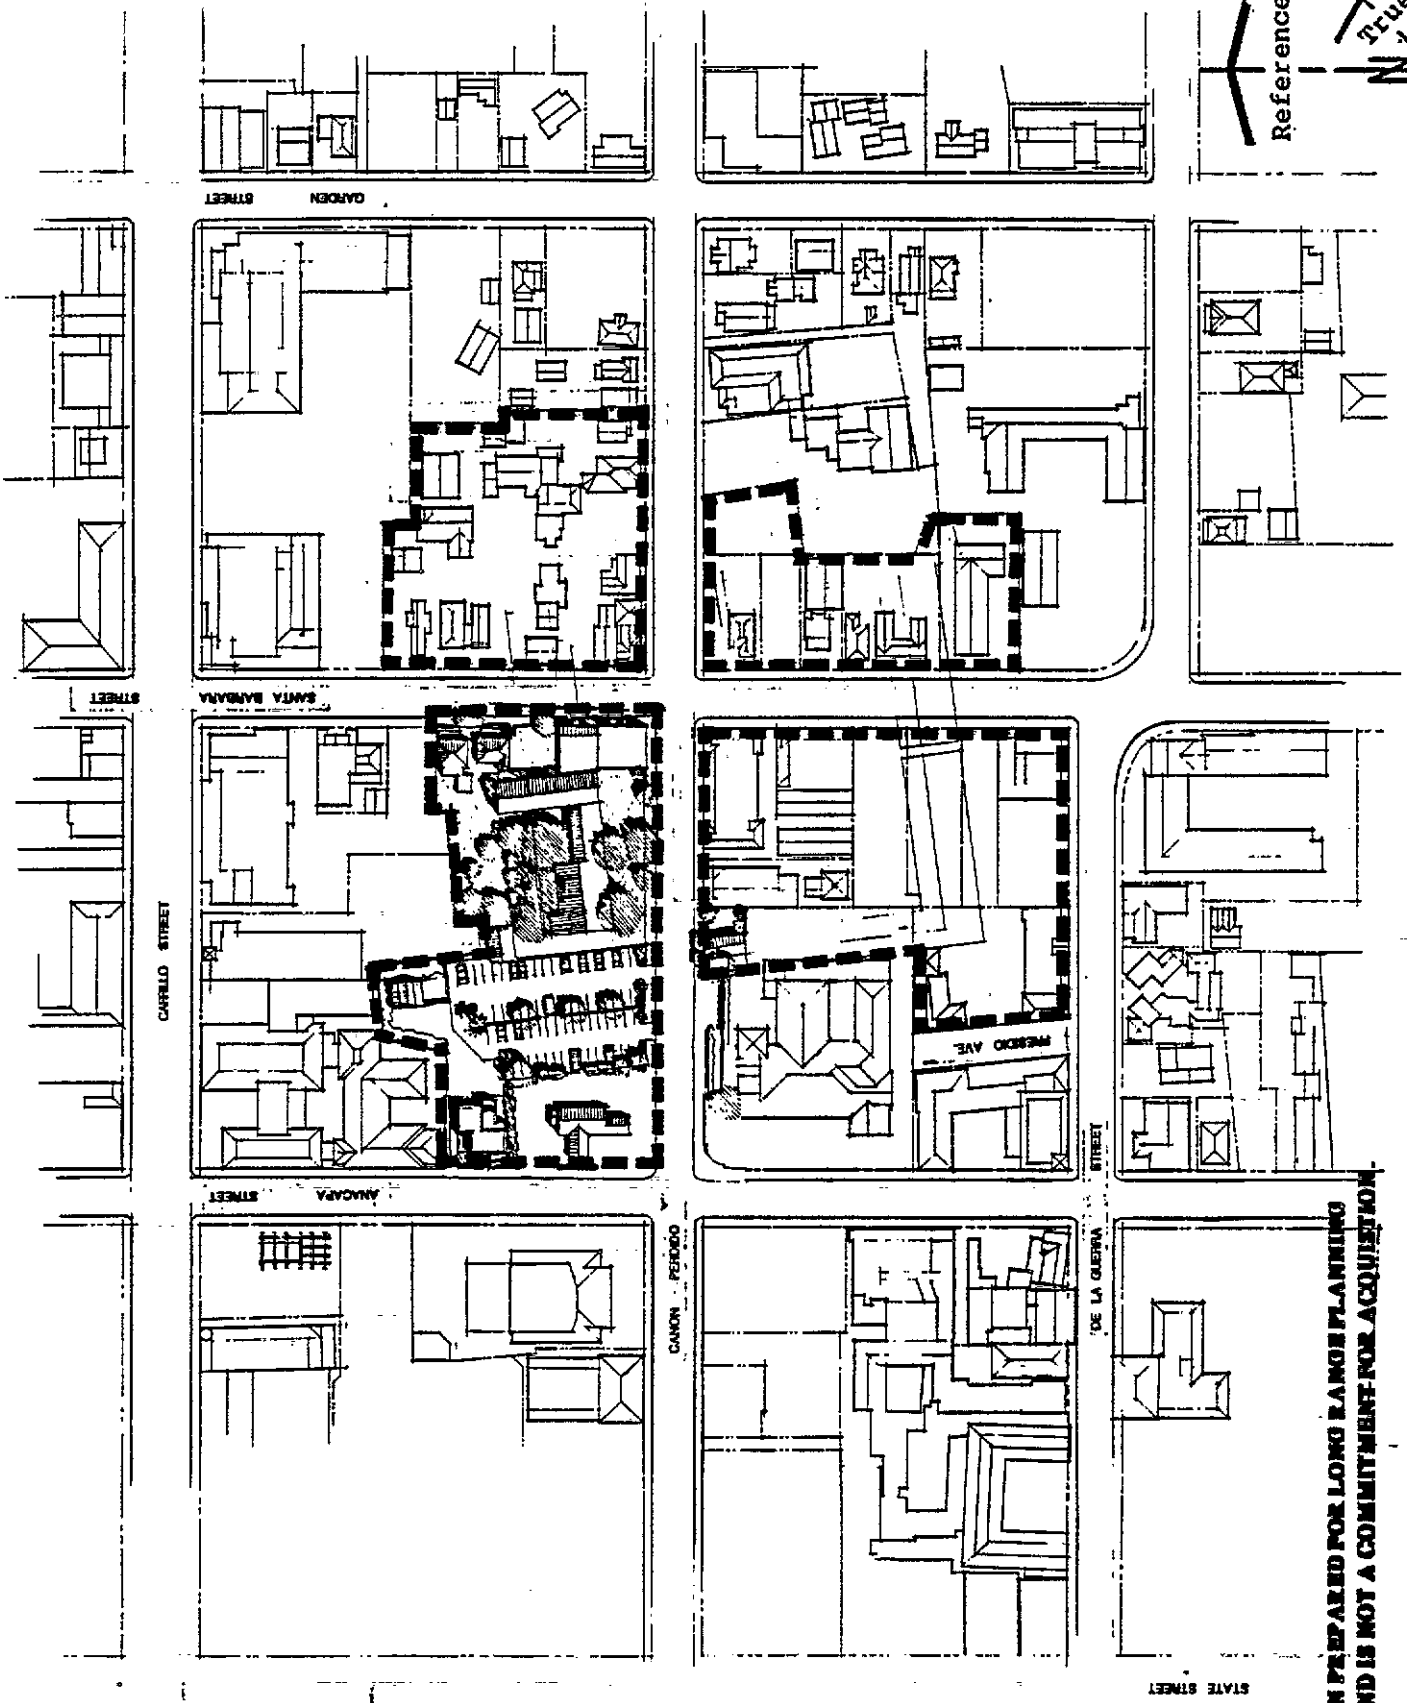 Reference
True
N
GARDEN STREET
SANTA BARBARA STREET
CARRILLO STREET
PRESIDIO AVE.
ANACAPA STREET
CANON PERDIDO
DE LA GUERRA STREET
STATE STREET
N PREPARED FOR LONG RANGE PLANNING
ND IS NOT A COMMITMENT FOR ACQUISITION.